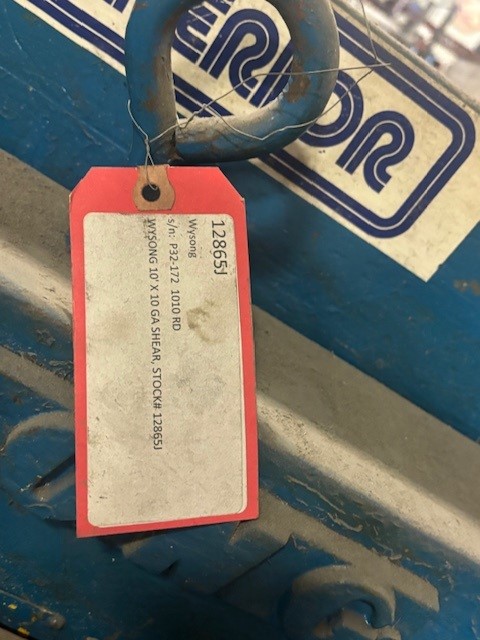 ERIOR
12865J
Wysong
s/n: P32-172 1010 RD
WYSONG 10' X 10 GA SHEAR, STOCK# 12865J